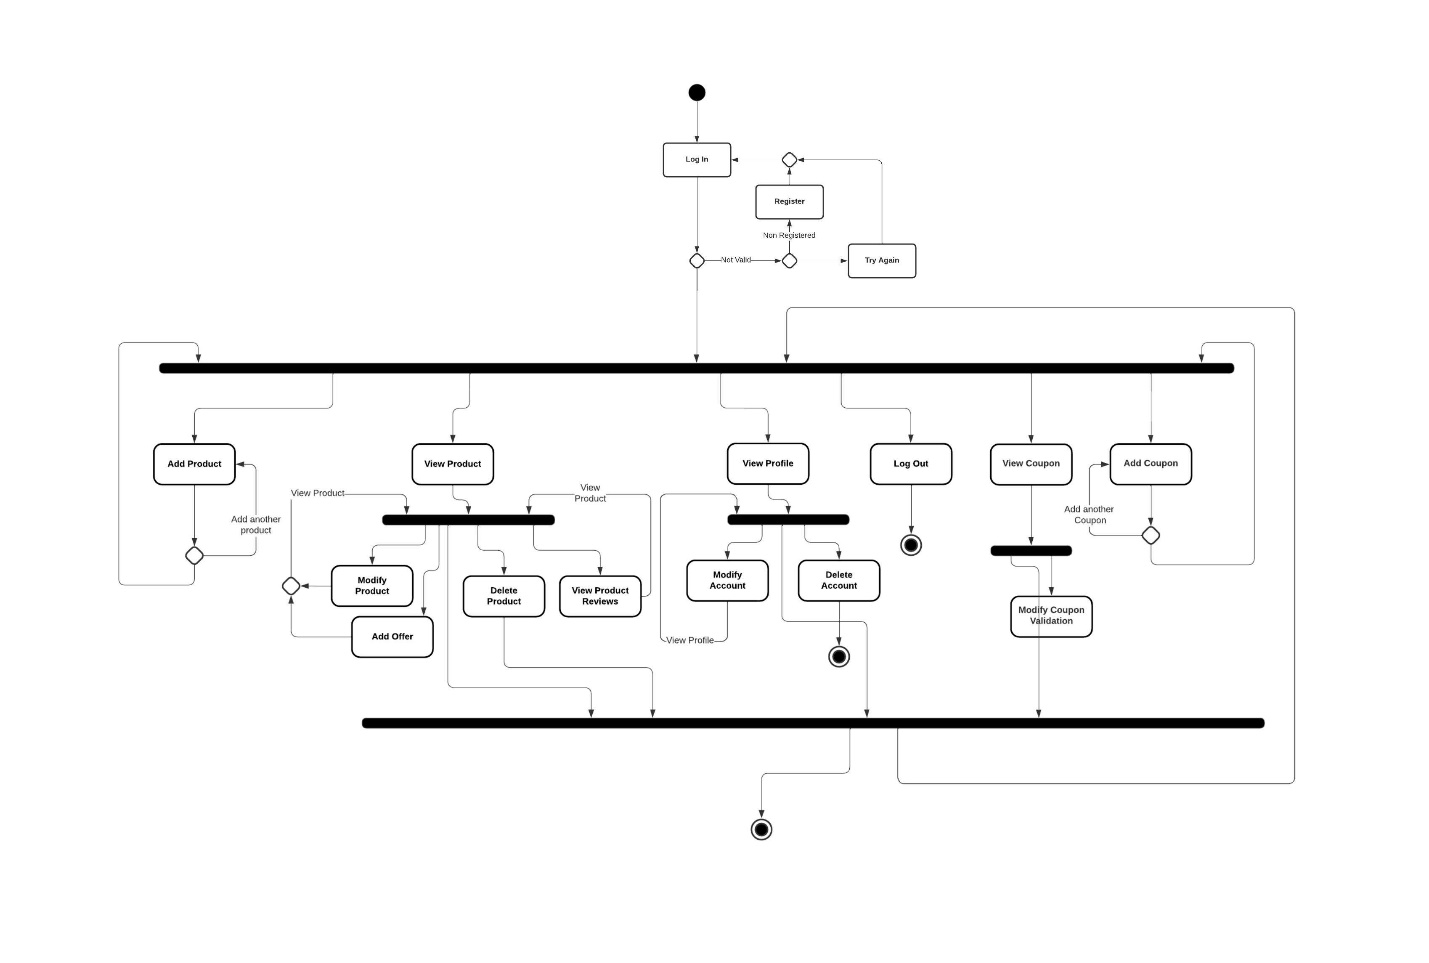 Log In
Register
Non Registered
Not Valid
Try Again
Add Product
View Product
View Profile
Log Out
View Coupon
Add Coupon
View Product
View
Product
Add another
product
Add another
Coupon
Modify
Product
Delete
Product
View Product
Reviews
Modify
Account
Delete
Account
Modify Coupon
Validation
Add Offer
View Profile